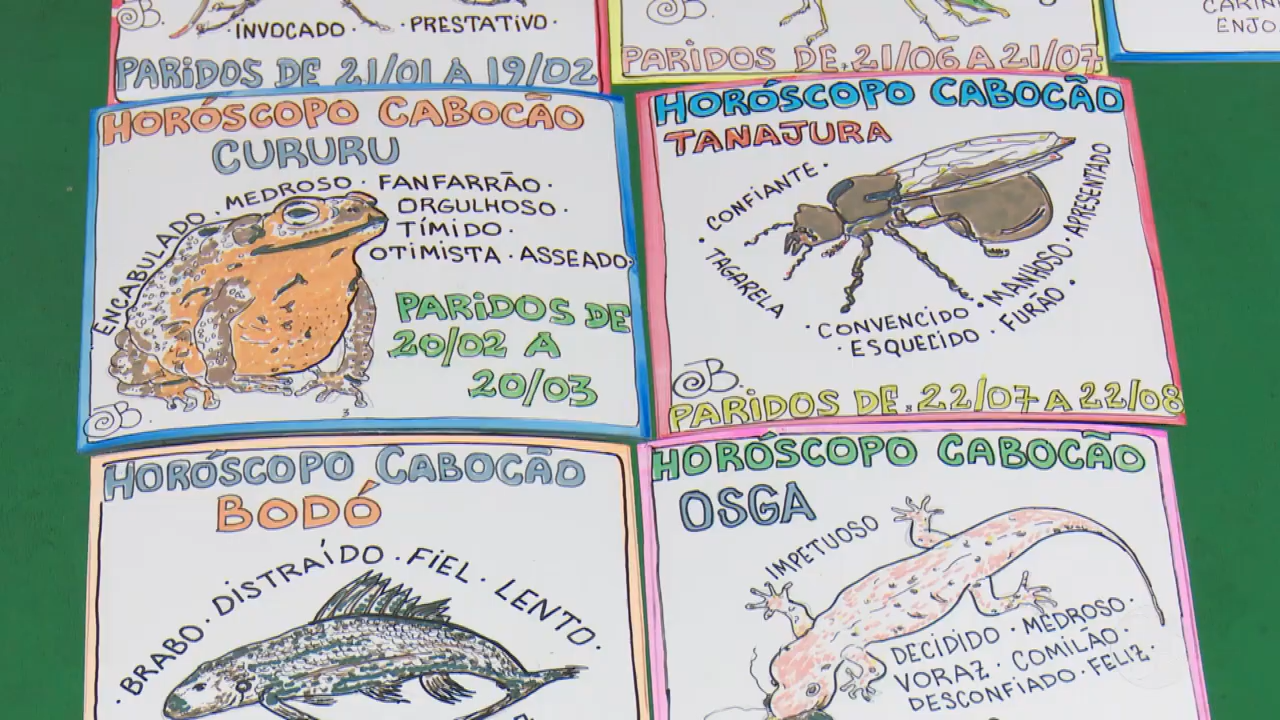 INVOCADO · PRESTATIVO ·
PARIDOS DE 21/01 A 19/02
PARIDOS DE 21/06 A 21/07
ENJO
HORÓSCOPO CABOCÃO
CURURU
ENCABULADO · MEDROSO · FANFARRÃO ·
ORGULHOSO ·
TÍMIDO ·
OTIMISTA · ASSEADO
PARIDOS DE
20/02 A
20/03
3
HORÓSCOPO CABOCÃO
TANAJURA
CONFIANTE ·
· TAGARELA
· CONVENCIDO
· ESQUECIDO ·
· MANHOSO · APRESENTADO
FURÃO ·
PARIDOS DE 22/07 A 22/08
HORÓSCOPO CABOCÃO
BODÓ
· BRABO · DISTRAÍDO · FIEL · LENTO ·
HORÓSCOPO CABOCÃO
OSGA
IMPETUOSO
DECIDIDO · MEDROSO ·
VORAZ · COMILÃO ·
DESCONFIADO · FELIZ ·